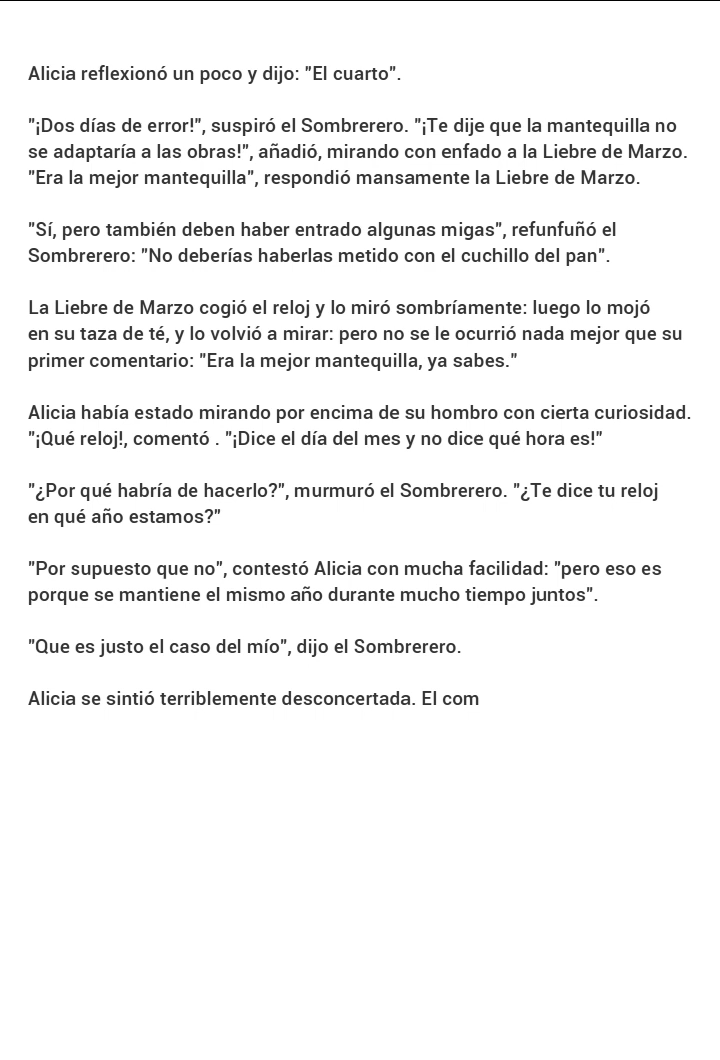 Alicia reflexionó un poco y dijo: "El cuarto".
"¡Dos días de error!", suspiró el Sombrerero. "¡Te dije que la mantequilla no
se adaptaría a las obras!", añadió, mirando con enfado a la Liebre de Marzo.
"Era la mejor mantequilla", respondió mansamente la Liebre de Marzo.
"Sí, pero también deben haber entrado algunas migas", refunfuñó el
Sombrerero: "No deberías haberlas metido con el cuchillo del pan".
La Liebre de Marzo cogió el reloj y lo miró sombríamente: luego lo mojó
en su taza de té, y lo volvió a mirar: pero no se le ocurrió nada mejor que su
primer comentario: "Era la mejor mantequilla, ya sabes."
Alicia había estado mirando por encima de su hombro con cierta curiosidad.
"¡Qué reloj!, comentó . "¡Dice el día del mes y no dice qué hora es!"
"¿Por qué habría de hacerlo?", murmuró el Sombrerero. "¿Te dice tu reloj
en qué año estamos?"
"Por supuesto que no", contestó Alicia con mucha facilidad: "pero eso es
porque se mantiene el mismo año durante mucho tiempo juntos".
"Que es justo el caso del mío", dijo el Sombrerero.
Alicia se sintió terriblemente desconcertada. El com